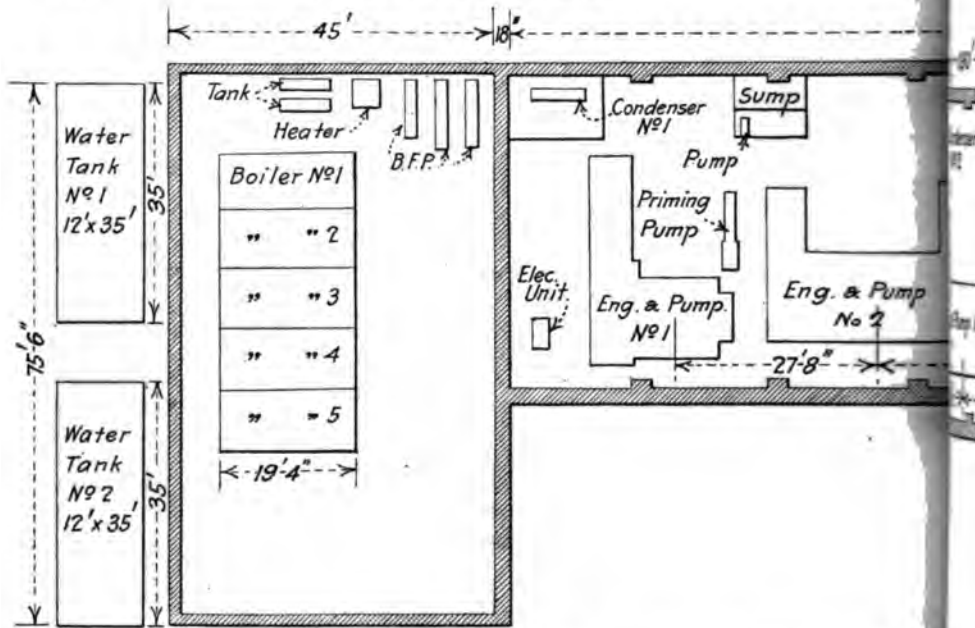 45'
18"
Tank
Heater
B.F.P.
Condenser
Nº1
Sump
Pump
Priming
Pump
Water
Tank
Nº1
12'x35'
35'
75'-6"
Boiler Nº1
" " 2
" " 3
" " 4
" " 5
19'-4"
Elec.
Unit.
Eng. & Pump.
Nº1
Eng. & Pump
No 2
27'-8"
Water
Tank
Nº2
12'x35'
35'